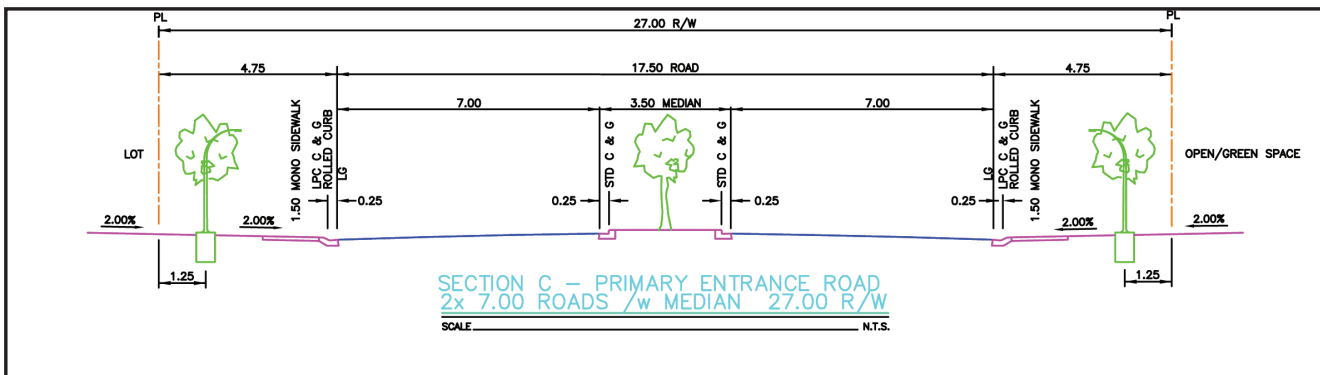 PL
27.00 R/W
PL
4.75
17.50 ROAD
4.75
7.00
3.50 MEDIAN
7.00
LOT
1.50 MONO SIDEWALK
LPC C & G
ROLLED CURB
LG
0.25
0.25
STD C & G
STD C & G
0.25
LG
LPC C & G
ROLLED CURB
0.25
1.50 MONO SIDEWALK
OPEN/GREEN SPACE
2.00%
2.00%
2.00%
2.00%
1.25
1.25
SECTION C – PRIMARY ENTRANCE ROAD
2x 7.00 ROADS /w MEDIAN 27.00 R/W
SCALE N.T.S.